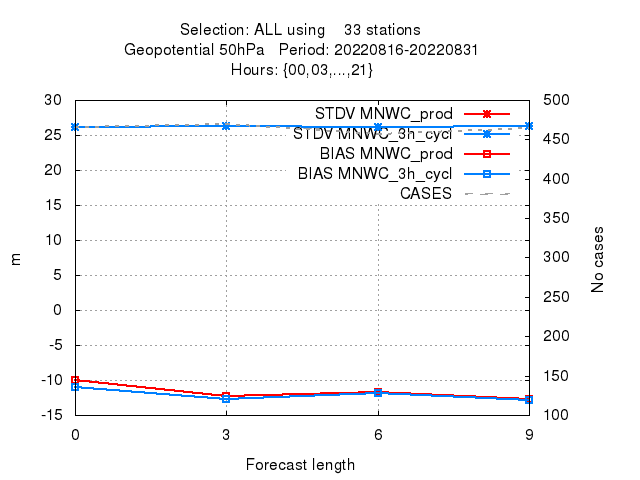 Selection: ALL using    33 stations
Geopotential 50hPa   Period: 20220816-20220831
Hours: {00,03,...,21}
30
25
20
15
10
5
0
-5
-10
-15
m
500
450
400
350
300
250
200
150
100
No cases
STDV MNWC_prod
STDV MNWC_3h_cycl
BIAS MNWC_prod
BIAS MNWC_3h_cycl
CASES
0 3 6 9
Forecast length